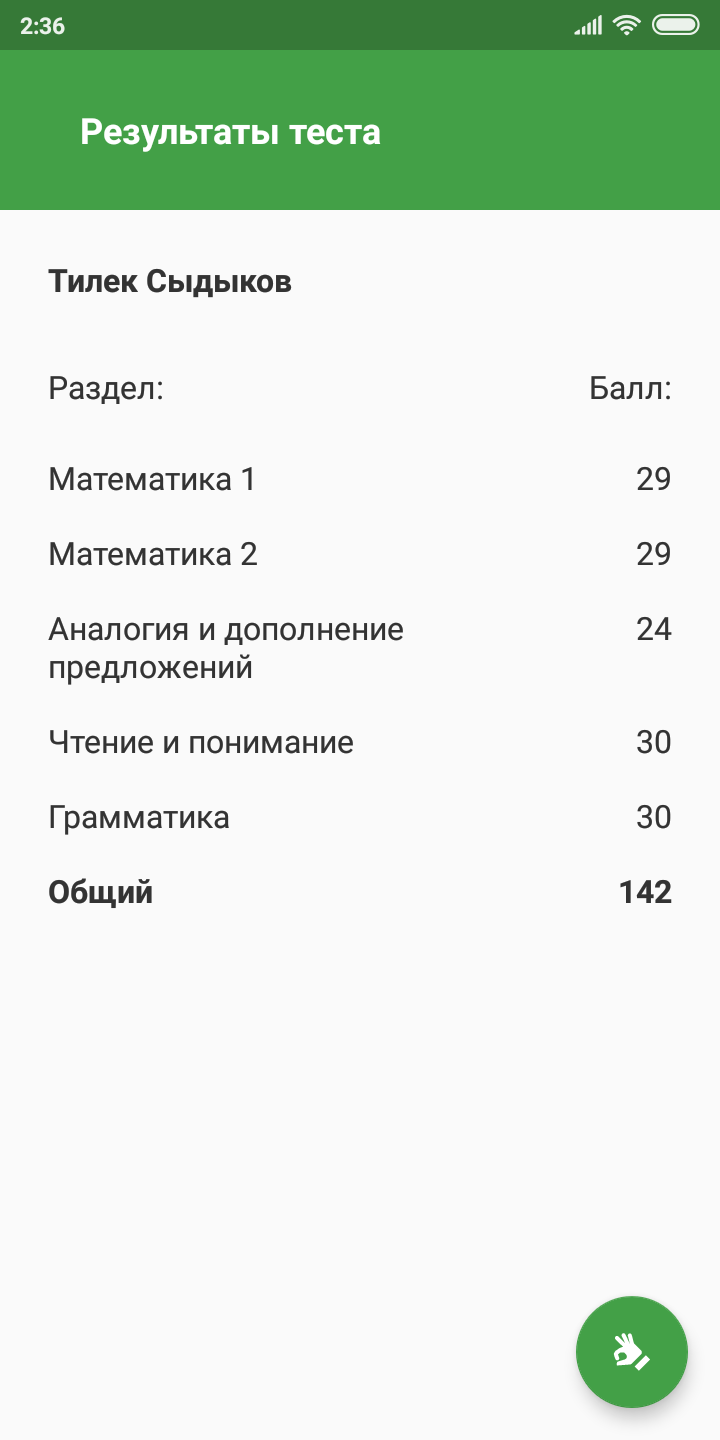 2:36
Результаты теста
Тилек Сыдыков
Раздел: Балл:
Математика 1 29
Математика 2 29
Аналогия и дополнение 24
предложений
Чтение и понимание 30
Грамматика 30
Общий 142